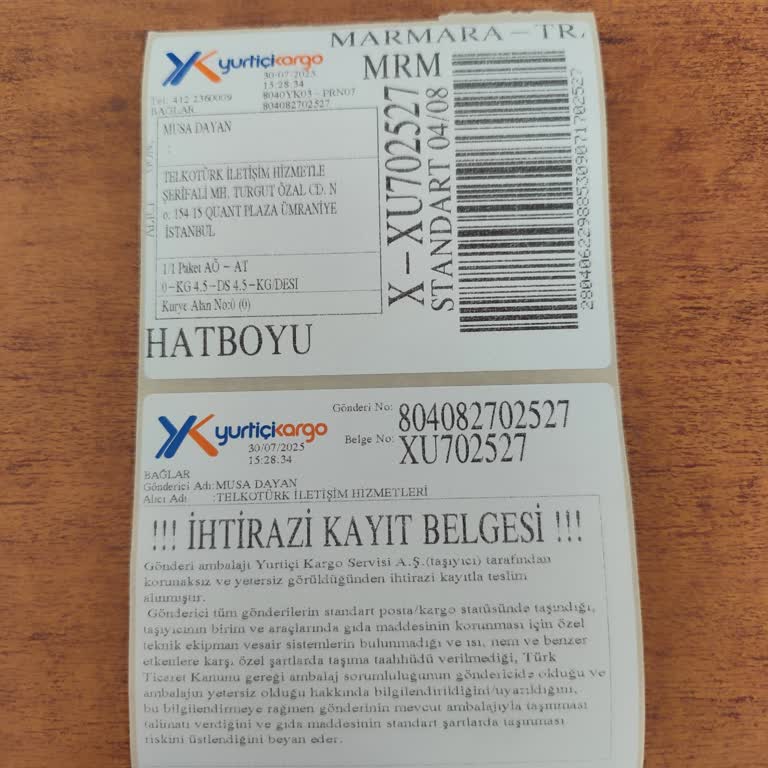 MARMARA – TR
yurtiçikargo
30/07/2025
15:28:34
8040YK03 – PRN07
804082702527
Tel: 412 2360009
BAĞLAR
MRM
MUSA DAYAN
:
TELKOTÜRK İLETİŞİM HİZMETLE
ŞERİFALİ MH. TURGUT ÖZAL CD. N
o: 154-15 QUANT PLAZA ÜMRANİYE
İSTANBUL
ALICI
1/1 Paket AÖ – AT
0–KG 4.5–DS 4.5–KG/DESI
Kurye Alan No:0 (0)
HATBOYU
X – XU702527
STANDART 04/08
yurtiçikargo
30/07/2025
15:28:34
Gönderi No: 804082702527
Belge No: XU702527
BAĞLAR
Gönderici Adı:MUSA DAYAN
Alıcı Adı :TELKOTÜRK İLETİŞİM HİZMETLERİ
!!! İHTİRAZİ KAYIT BELGESİ !!!
Gönderi ambalajı Yurtiçi Kargo Servisi A.Ş.(taşıyıcı) tarafından
korunaksız ve yetersiz görüldüğünden ihtirazi kayıtla teslim
alınmıştır.
Gönderici tüm gönderilerin standart posta/kargo statüsünde taşındığı,
taşıyıcının birim ve araçlarında gıda maddesinin korunması için özel
teknik ekipman vesair sistemlerin bulunmadığı ve ısı, nem ve benzer
etkenlere karşı özel şartlarda taşıma taahhüdü verilmediği, Türk
Ticaret Kanunu gereği ambalaj sorumluluğunun göndericide olduğu ve
ambalajın yetersiz olduğu hakkında bilgilendirildiğini/uyarıldığını,
bu bilgilendirmeye rağmen gönderinin mevcut ambalajıyla taşınması
talimatı verdiğini ve gıda maddesinin standart şartlarda taşınması
riskini üstlendiğini beyan eder.